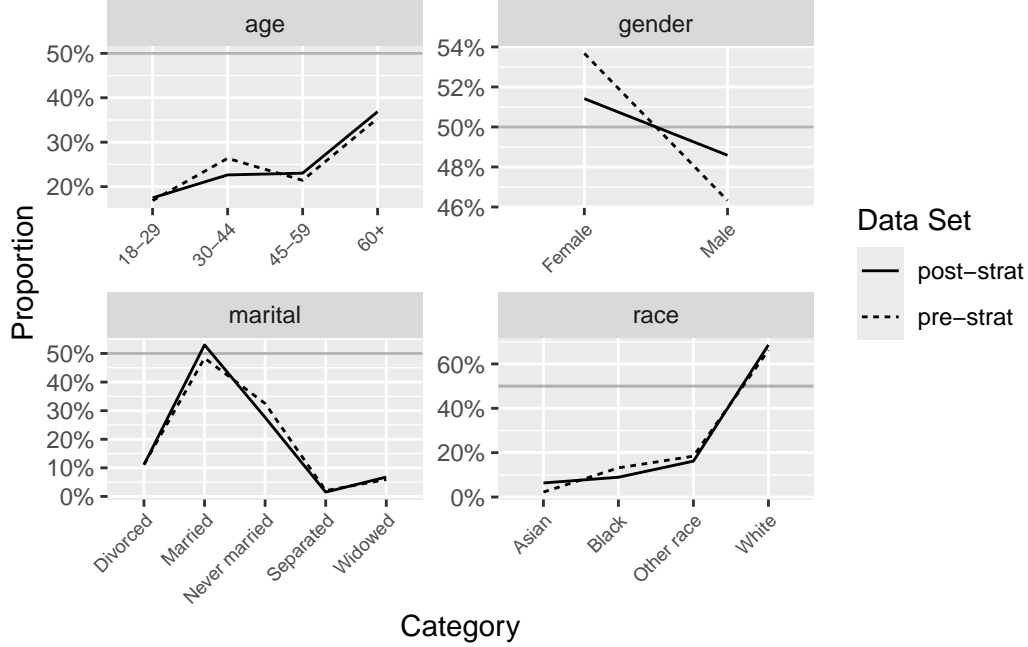 age
gender
50%
40%
30%
20%
54%
52%
50%
48%
46%
18–29
30–44
45–59
60+
Female
Male
Proportion
marital
race
50%
40%
30%
20%
10%
0%
60%
40%
20%
0%
Divorced
Married
Never married
Separated
Widowed
Asian
Black
Other race
White
Category
Data Set
post−strat
pre−strat